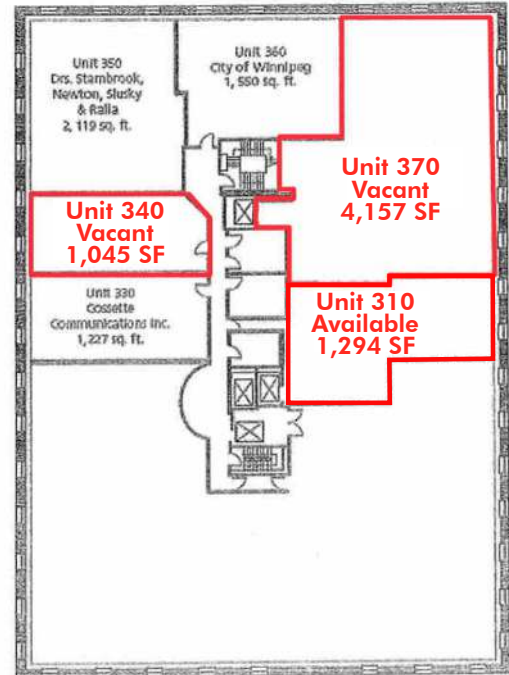 Unit 350
Drs. Stambrook,
Newton, Slusky
& Ralla
2, 119 sq. ft.
Unit 360
City of Winnipeg
1, 550 sq. ft.
Unit 370
Vacant
4,157 SF
Unit 340
Vacant
1,045 SF
Unit 330
Cossette
Communications Inc.
1,227 sq. ft.
Unit 310
Available
1,294 SF